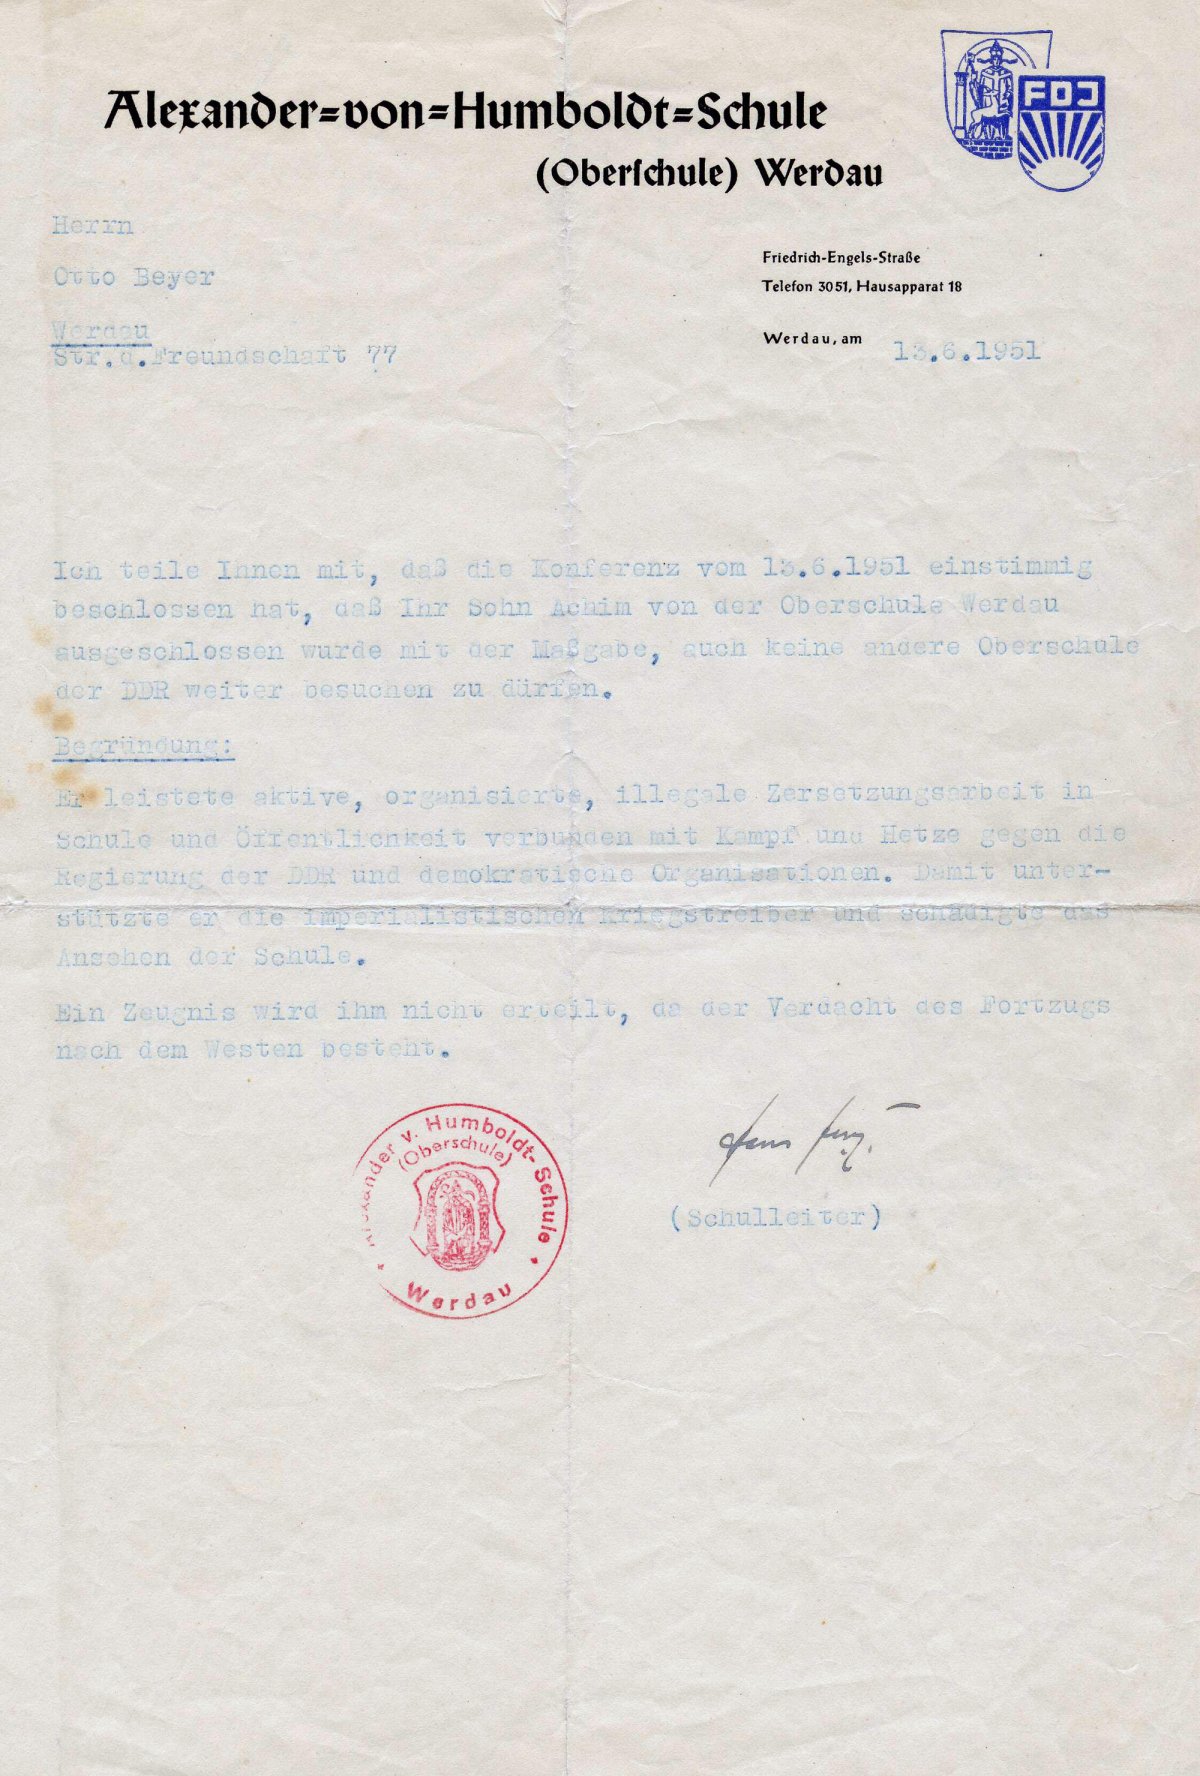 Alexander=von=Humboldt=Schule
(Oberſchule) Werdau
FDJ
Herrn
Otto Beyer
Werdau
Str.d.Freundschaft 77
Friedrich-Engels-Straße
Telefon 3051, Hausapparat 18
Werdau, am 13.6.1951
Ich teile Ihnen mit, daß die Konferenz vom 13.6.1951 einstimmig
beschlossen hat, daß Ihr Sohn Achim von der Oberschule Werdau
ausgeschlossen wurde mit der Maßgabe, auch keine andere Oberschule
der DDR weiter besuchen zu dürfen.
Begründung:
Er leistete aktive, organisierte, illegale Zersetzungsarbeit in
Schule und Öffentlichkeit verbunden mit Kampf und Hetze gegen die
Regierung der DDR und demokratische Organisationen. Damit unter-
stützte er die imperialistischen Kriegstreiber und schädigte das
Ansehen der Schule.
Ein Zeugnis wird ihm nicht erteilt, da der Verdacht des Fortzugs
nach dem Westen besteht.
Alexander v. Humboldt-Schule
(Oberschule)
Werdau
(Schulleiter)